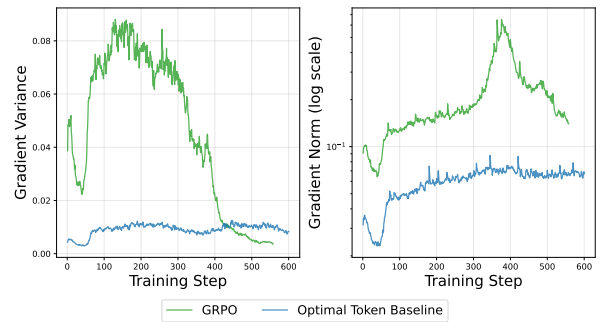 Gradient Variance
0.08
0.06
0.04
0.02
0.00
0 100 200 300 400 500 600
Training Step
Gradient Norm (log scale)
10⁻¹
0 100 200 300 400 500 600
Training Step
GRPO Optimal Token Baseline